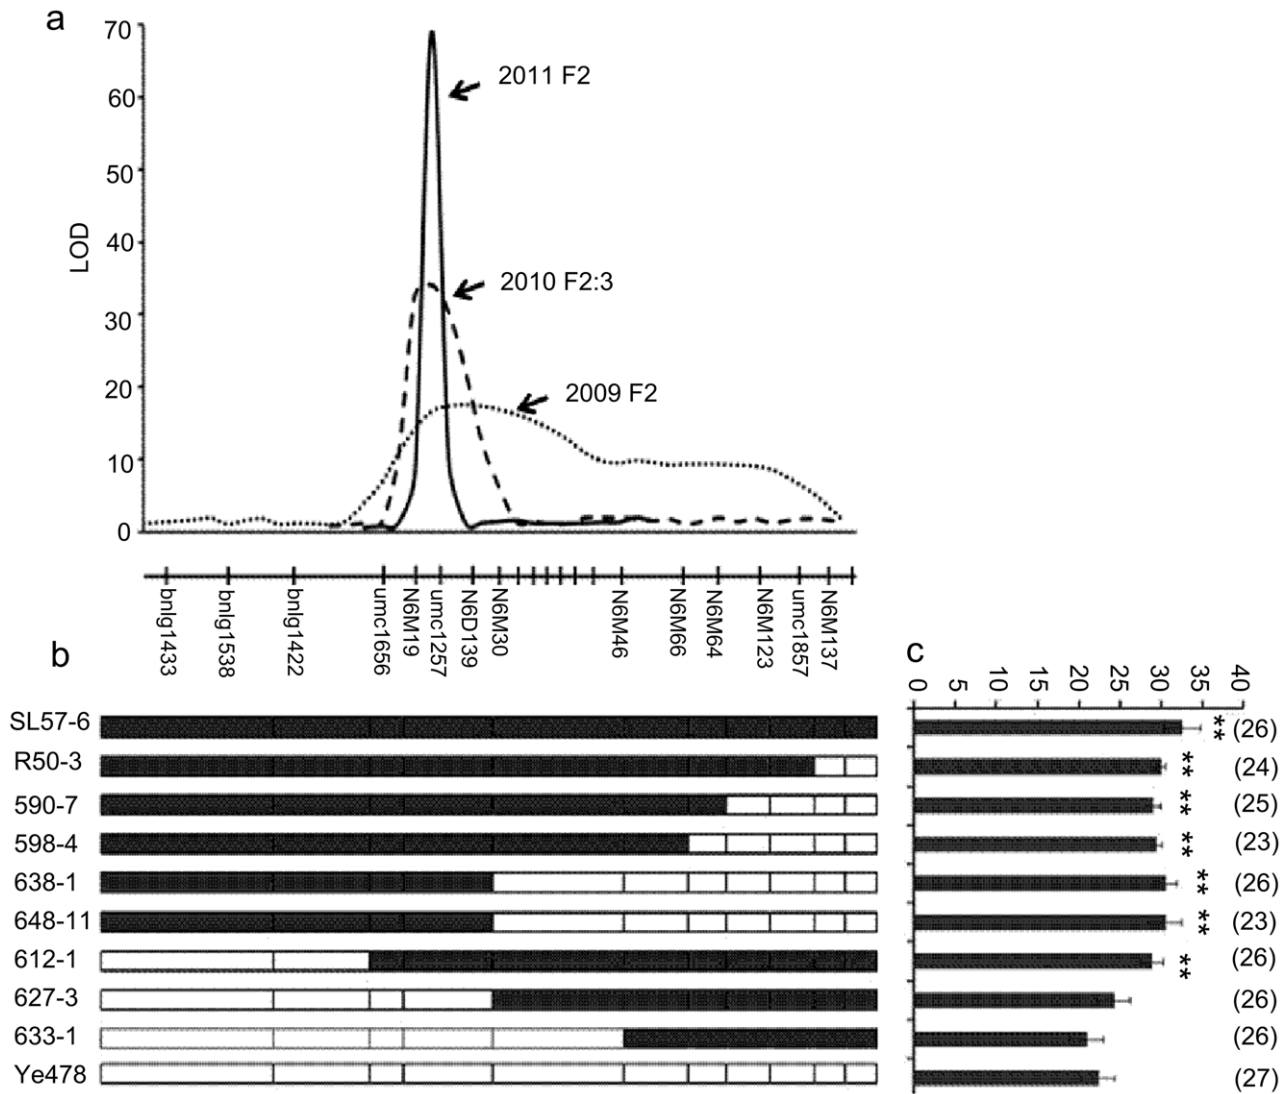 a
70
60
50
40
30
20
10
0
LOD
2011 F2
2010 F2:3
2009 F2
bnlg1433
bnlg1538
bnlg1422
umc1656
N6M19
umc1257
N6D139
N6M30
N6M46
N6M66
N6M64
N6M123
umc1857
N6M137
b
c
0 5 10 15 20 25 30 35 40
SL57-6 ** (26)
R50-3 ** (24)
590-7 ** (25)
598-4 ** (23)
638-1 ** (26)
648-11 ** (23)
612-1 ** (26)
627-3 (26)
633-1 (26)
Ye478 (27)